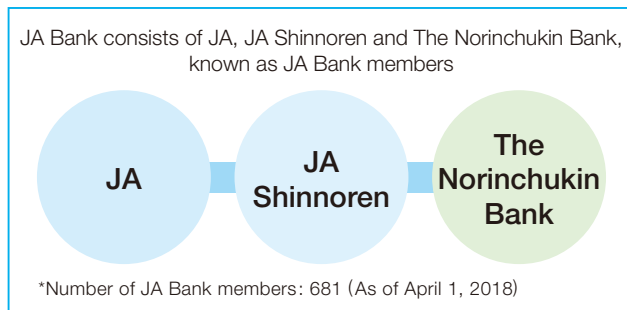 JA Bank consists of JA, JA Shinnoren and The Norinchukin Bank,
known as JA Bank members
JA
JA
Shinnoren
The
Norinchukin
Bank
*Number of JA Bank members: 681 (As of April 1, 2018)